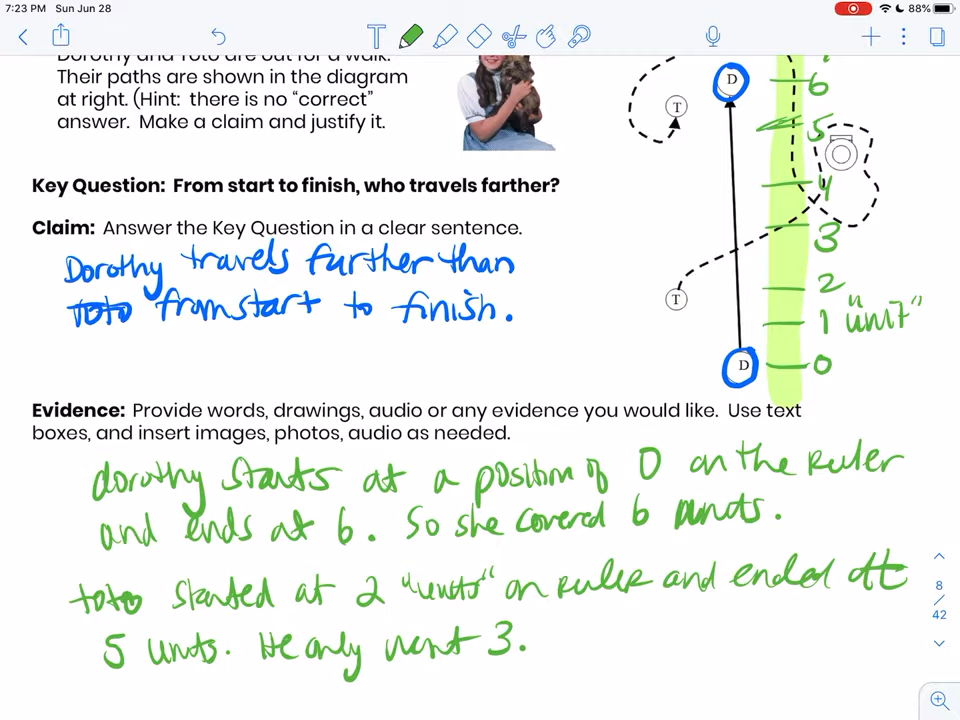 7:23 PM Sun Jun 28
88%
Dorothy and Toto are out for a walk.
Their paths are shown in the diagram
at right. (Hint: there is no “correct”
answer. Make a claim and justify it.
Key Question: From start to finish, who travels farther?
Claim: Answer the Key Question in a clear sentence.
Dorothy travels further than
Toto from start to finish.
D
T
T
D
6
5
4
3
2
1 "unit"
0
Evidence: Provide words, drawings, audio or any evidence you would like. Use text
boxes, and insert images, photos, audio as needed.
dorothy starts at a position of 0 on the ruler
and ends at 6. So she covered 6 units.
toto started at 2 "units" on ruler and ended at
5 units. He only went 3.
8
/
42